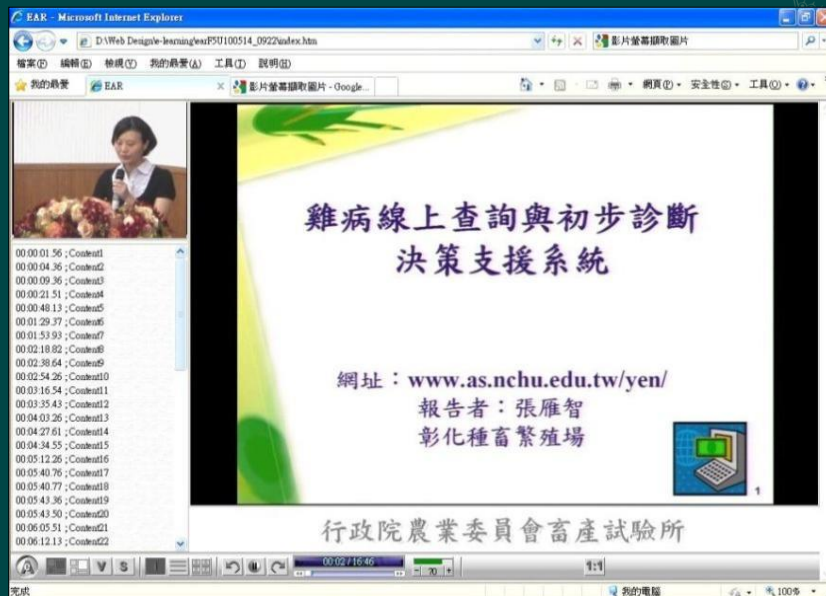 EAR - Microsoft Internet Explorer
D:\Web Design\e-learning\earF5U100514_0922\index.htm
影片螢幕擷取圖片
檔案(F) 編輯(E) 檢視(V) 我的最愛(A) 工具(T) 說明(H)
我的最愛
EAR
影片螢幕擷取圖片 - Google...
網頁(P)
安全性(S)
工具(O)
雞病線上查詢與初步診斷
決策支援系統
網址：www.as.nchu.edu.tw/yen/
報告者：張雁智
彰化種畜繁殖場
1
行政院農業委員會畜產試驗所
00:00:01.56 ; Content1
00:00:04.36 ; Content2
00:00:09.36 ; Content3
00:00:21.51 ; Content4
00:00:48.13 ; Content5
00:01:29.37 ; Content6
00:01:53.93 ; Content7
00:02:18.82 ; Content8
00:02:38.64 ; Content9
00:02:54.26 ; Content10
00:03:16.54 ; Content11
00:03:35.43 ; Content12
00:04:03.26 ; Content13
00:04:27.61 ; Content14
00:04:34.55 ; Content15
00:05:12.26 ; Content16
00:05:40.76 ; Content17
00:05:40.77 ; Content18
00:05:43.36 ; Content19
00:05:43.50 ; Content20
00:06:05.51 ; Content21
00:06:12.13 ; Content22
V S
00:02 / 16:46
- 70 +
1:1
完成
我的電腦
100%